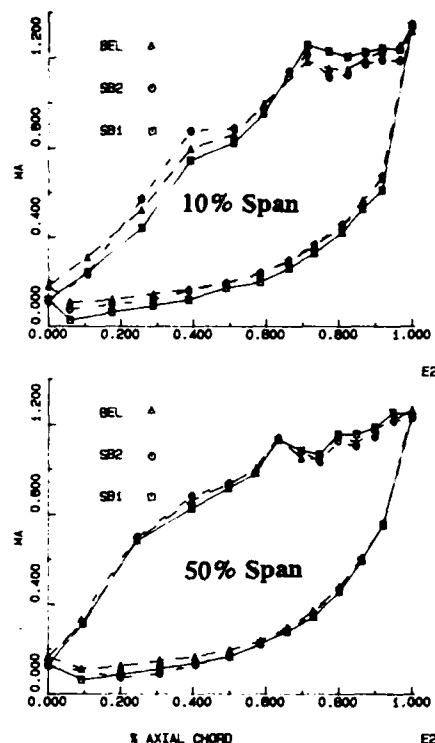 1.200
0.800
0.400
0.000
MA
BEL
SB2
SB1
10% Span
0.000 0.200 0.400 0.600 0.800 1.000
E2
1.200
0.800
0.400
0.000
MA
BEL
SB2
SB1
50% Span
0.000 0.200 0.400 0.600 0.800 1.000
% AXIAL CHORD E2